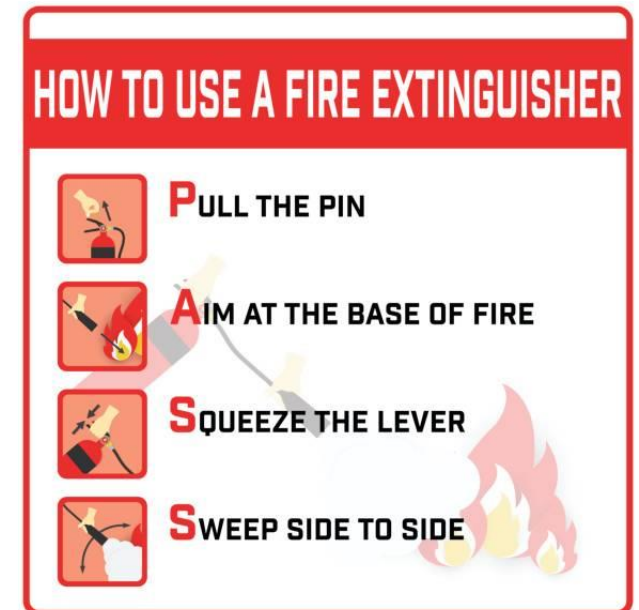 HOW TO USE A FIRE EXTINGUISHER
PULL THE PIN
AIM AT THE BASE OF FIRE
SQUEEZE THE LEVER
SWEEP SIDE TO SIDE